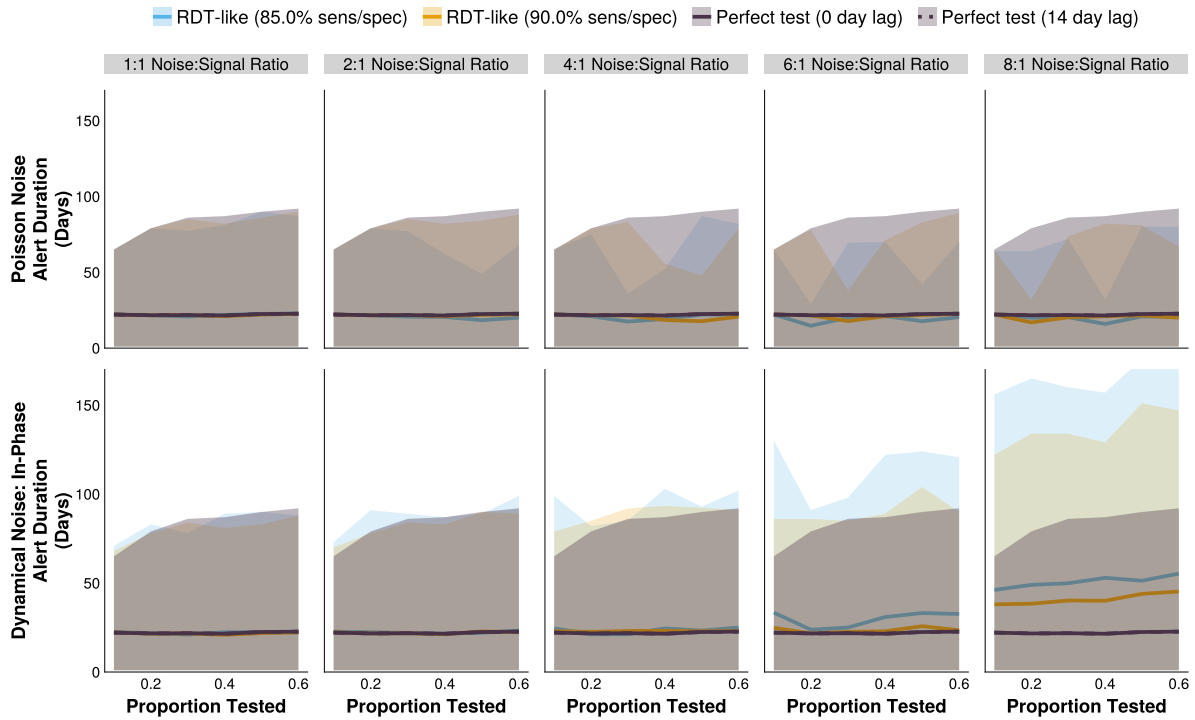 RDT-like (85.0% sens/spec) RDT-like (90.0% sens/spec) Perfect test (0 day lag) Perfect test (14 day lag)
1:1 Noise:Signal Ratio 2:1 Noise:Signal Ratio 4:1 Noise:Signal Ratio 6:1 Noise:Signal Ratio 8:1 Noise:Signal Ratio
Poisson Noise
Alert Duration
(Days)
150
100
50
0
Dynamical Noise: In-Phase
Alert Duration
(Days)
150
100
50
0
0.2 0.4 0.6 0.2 0.4 0.6 0.2 0.4 0.6 0.2 0.4 0.6 0.2 0.4 0.6
Proportion Tested Proportion Tested Proportion Tested Proportion Tested Proportion Tested